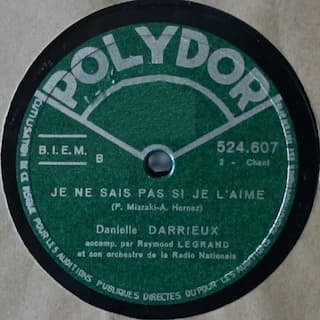 POLYDOR
B.I.E.M.
B
524.607
2 - Chant
JE NE SAIS PAS SI JE L'AIME
(P. Misraki-A. Hornez)
Danielle DARRIEUX
accomp. par Raymond LEGRAND
et son orchestre de la Radio Nationale
POUR LES AUDITIONS PUBLIQUES DIRECTES OU PAR T.S.F.